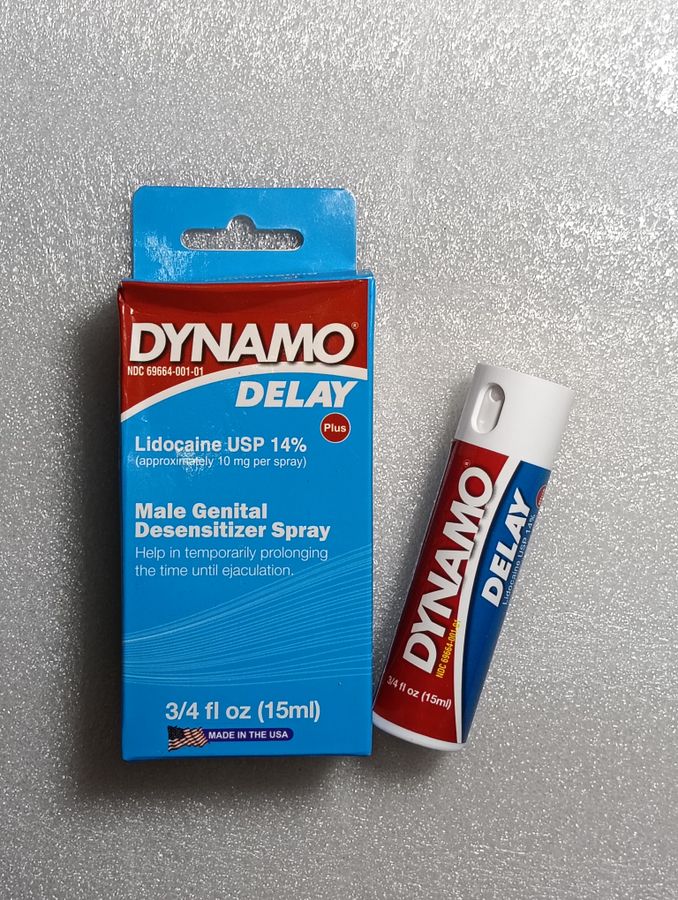 DYNAMO®
NDC 69664-001-01
DELAY
Plus
Lidocaine USP 14%
(approximately 10 mg per spray)
Male Genital
Desensitizer Spray
Help in temporarily prolonging
the time until ejaculation.
3/4 fl oz (15ml)
MADE IN THE USA
DYNAMO®
NDC 69664-001-01
DELAY
Lidocaine USP 14%
3/4 fl oz (15ml)